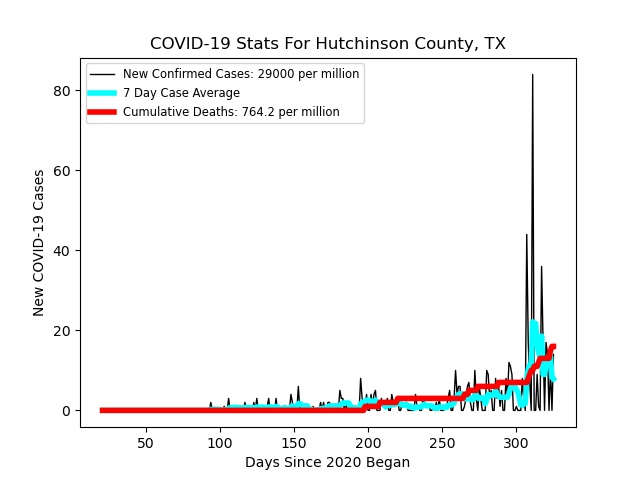 COVID-19 Stats For Hutchinson County, TX
New Confirmed Cases: 29000 per million
7 Day Case Average
Cumulative Deaths: 764.2 per million
New COVID-19 Cases
80
60
40
20
0
50 100 150 200 250 300
Days Since 2020 Began